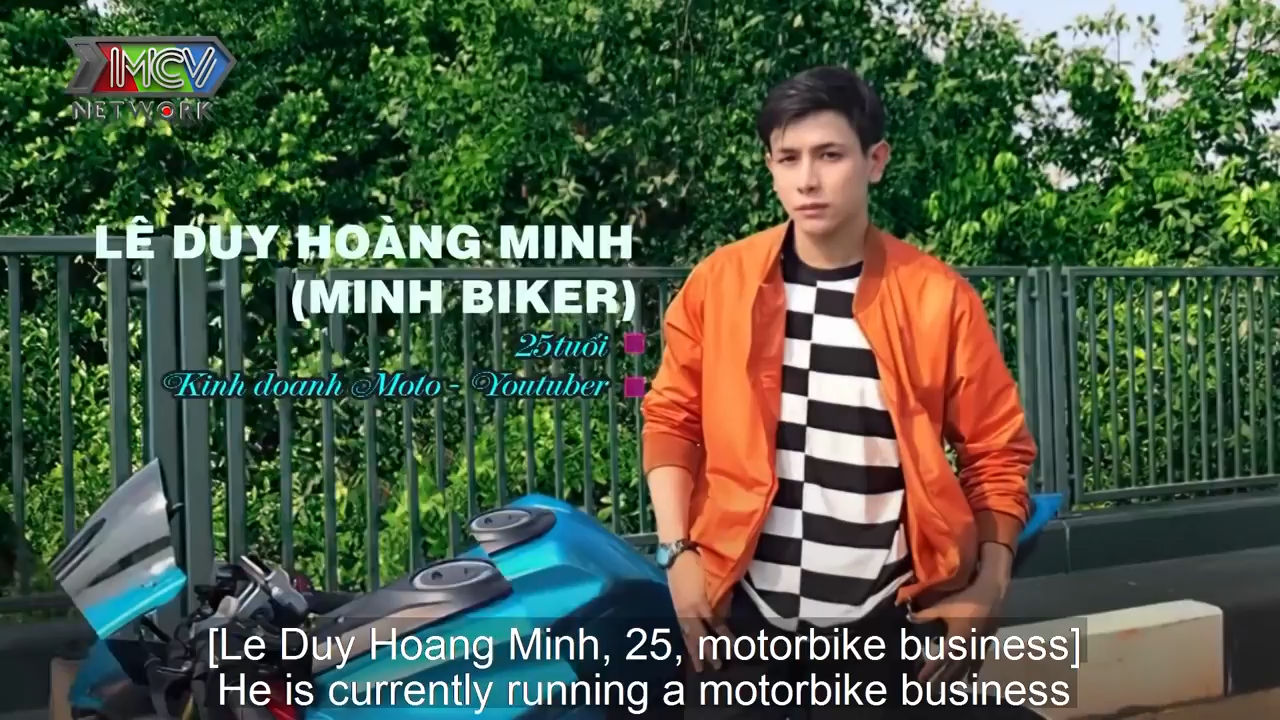 MCV
NETWORK
LÊ DUY HOÀNG MINH
(MINH BIKER)
25tuổi
Kinh doanh Moto - Youtuber
[Le Duy Hoang Minh, 25, motorbike business]
He is currently running a motorbike business